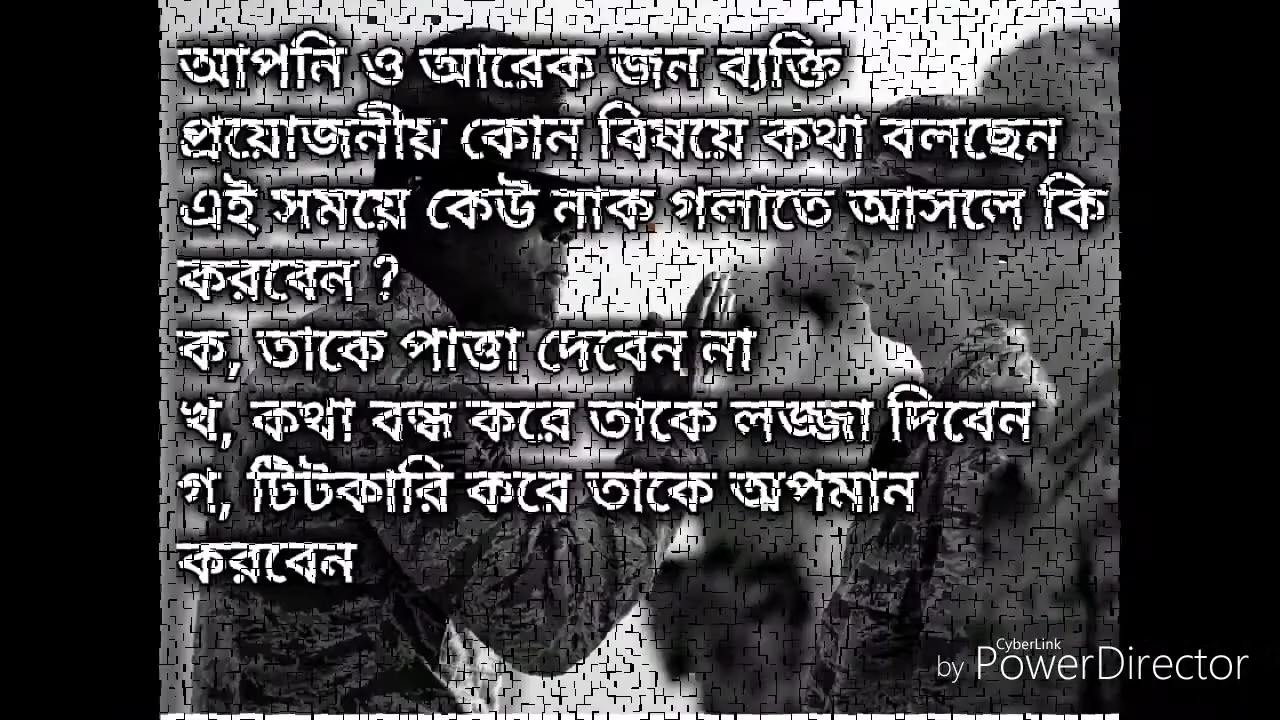 আপনি ও আরেক জন ব্যক্তি
প্রয়োজনীয় কোন বিষয়ে কথা বলছেন
এই সময়ে কেউ নাক গলাতে আসলে কি
করবেন ?
ক, তাকে পাত্তা দেবেন না
খ, কথা বন্ধ করে তাকে লজ্জা দিবেন
গ, টিটকারি করে তাকে অপমান
করবেন
CyberLink
by PowerDirector